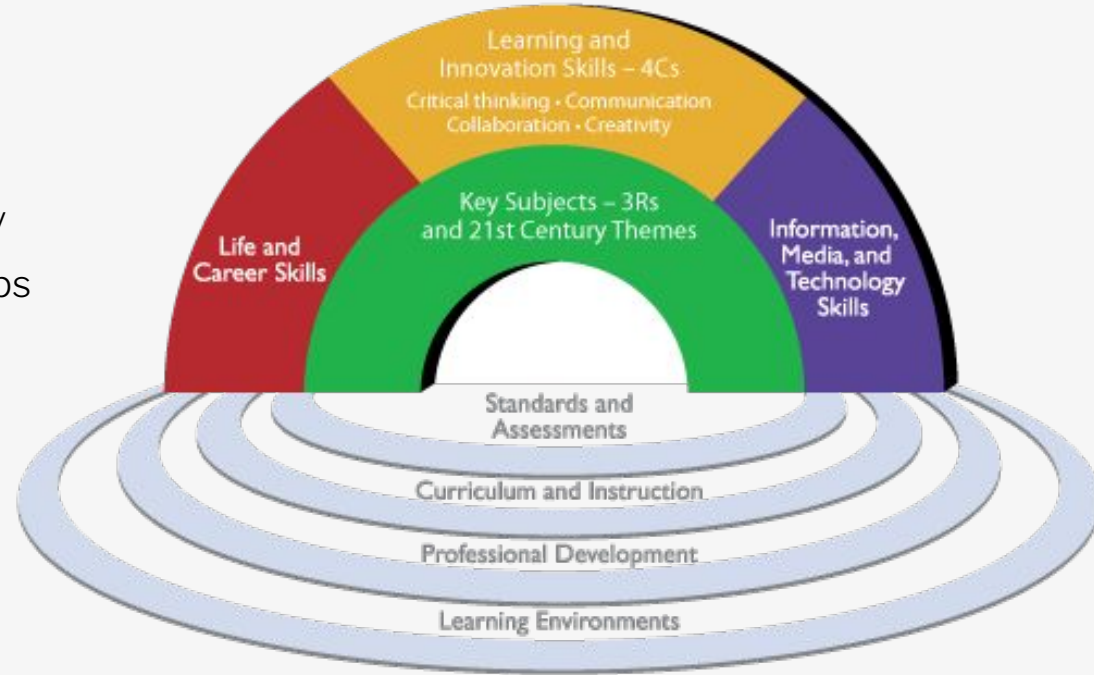 Learning and
Innovation Skills – 4Cs
Critical thinking • Communication
Collaboration • Creativity
Key Subjects – 3Rs
and 21st Century Themes
Life and
Career Skills
Information,
Media, and
Technology
Skills
Standards and
Assessments
Curriculum and Instruction
Professional Development
Learning Environments